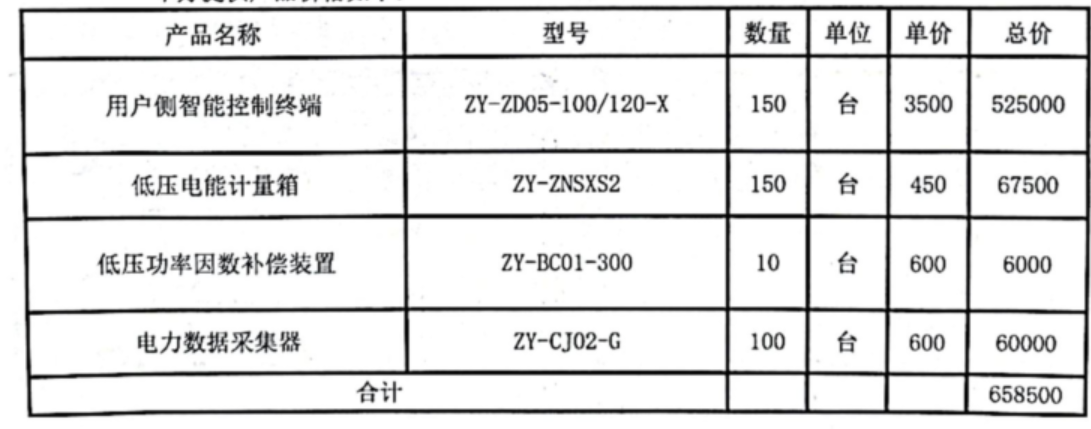 产品名称 型号 数量 单位 单价 总价
用户侧智能控制终端 ZY-ZD05-100/120-X 150 台 3500 525000
低压电能计量箱 ZY-ZNSXS2 150 台 450 67500
低压功率因数补偿装置 ZY-BC01-300 10 台 600 6000
电力数据采集器 ZY-CJ02-G 100 台 600 60000
合计 658500